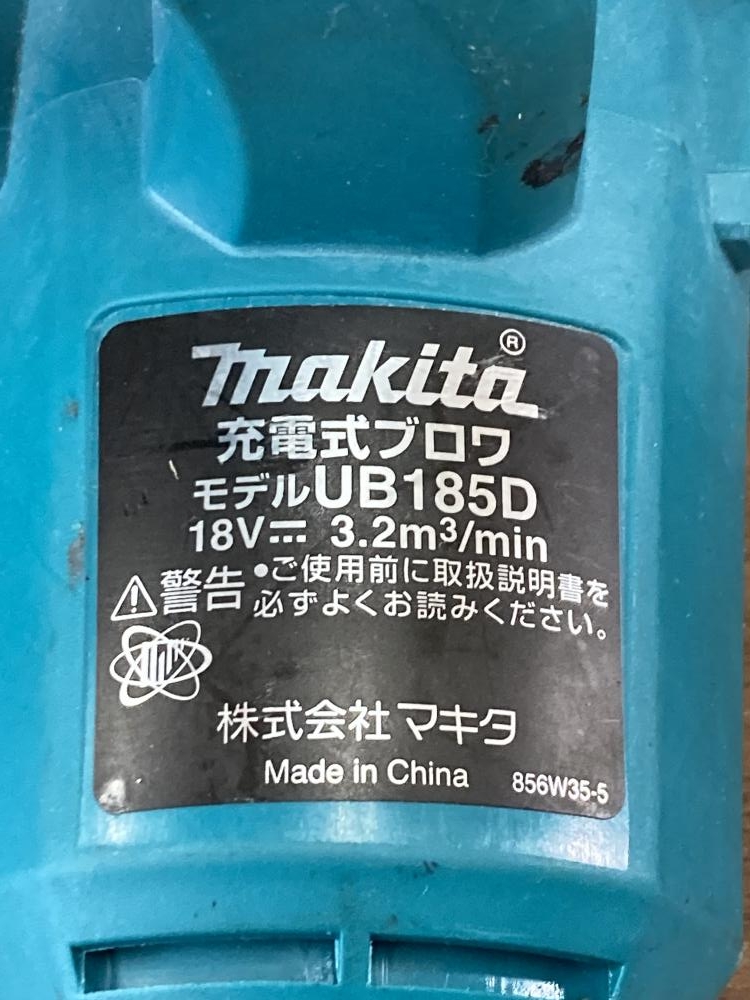 makita®
充電式ブロワ
モデルUB185D
18V⎓ 3.2m³/min
⚠警告 •ご使用前に取扱説明書を
必ずよくお読みください。
株式会社マキタ
Made in China 856W35-5